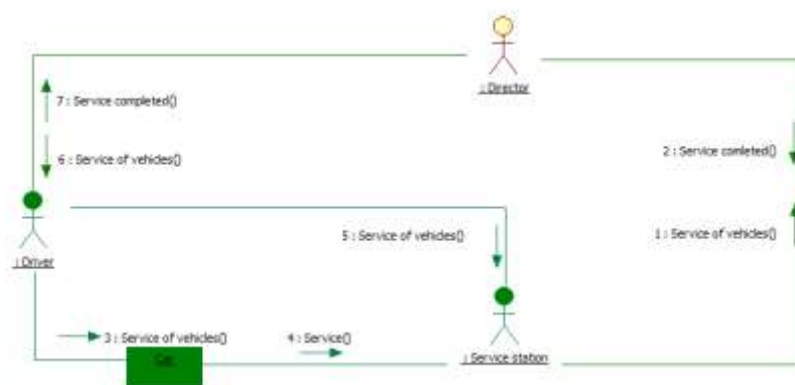 : Director
7 : Service completed()
6 : Service of vehicles()
2 : Service comleted()
5 : Service of vehicles()
1 : Service of vehicles()
: Driver
3 : Service of vehicles()
4 : Service()
: Service station